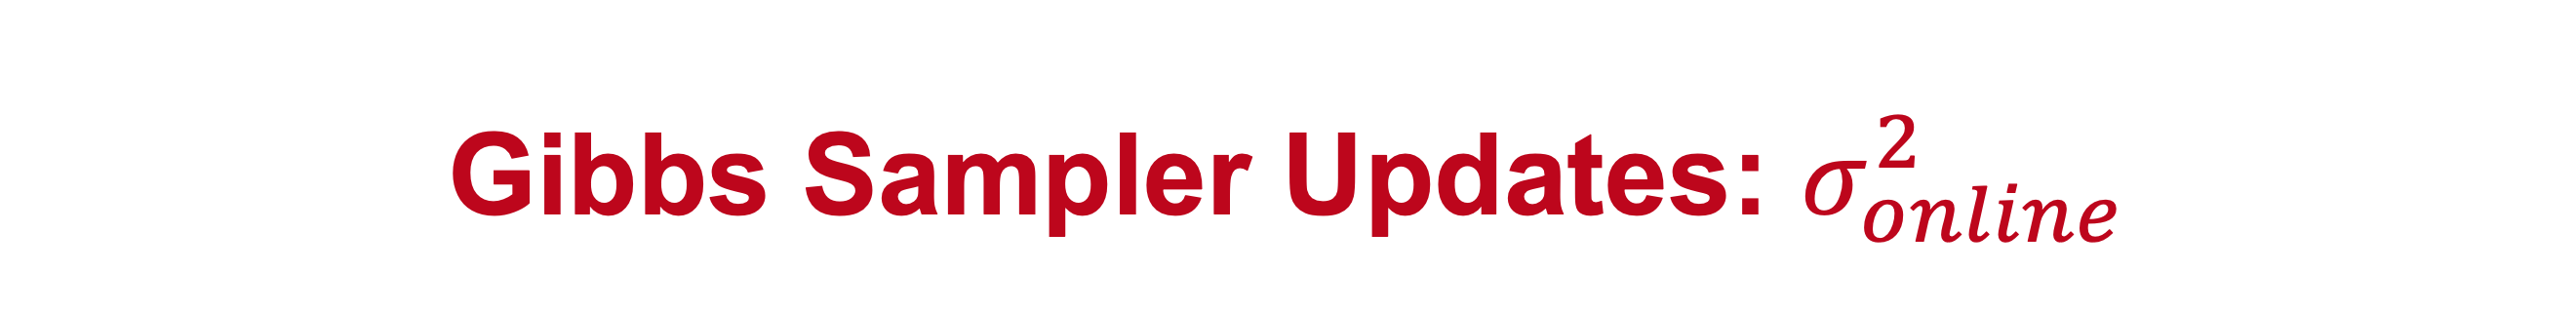 Gibbs Sampler Updates: σ²ₒₙₗᵢₙₑ